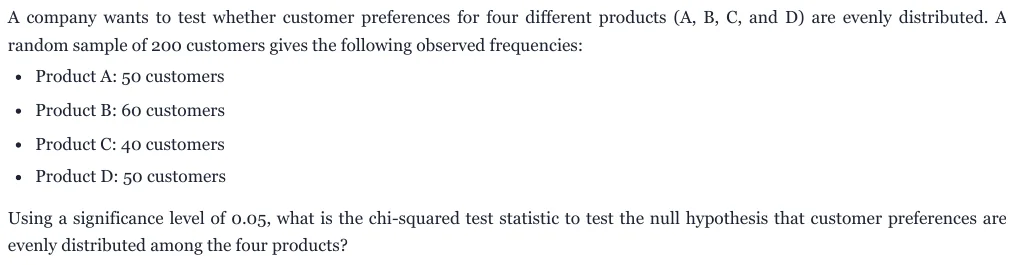 A company wants to test whether customer preferences for four different products (A, B, C, and D) are evenly distributed. A
random sample of 200 customers gives the following observed frequencies:
• Product A: 50 customers
• Product B: 60 customers
• Product C: 40 customers
• Product D: 50 customers
Using a significance level of 0.05, what is the chi-squared test statistic to test the null hypothesis that customer preferences are
evenly distributed among the four products?